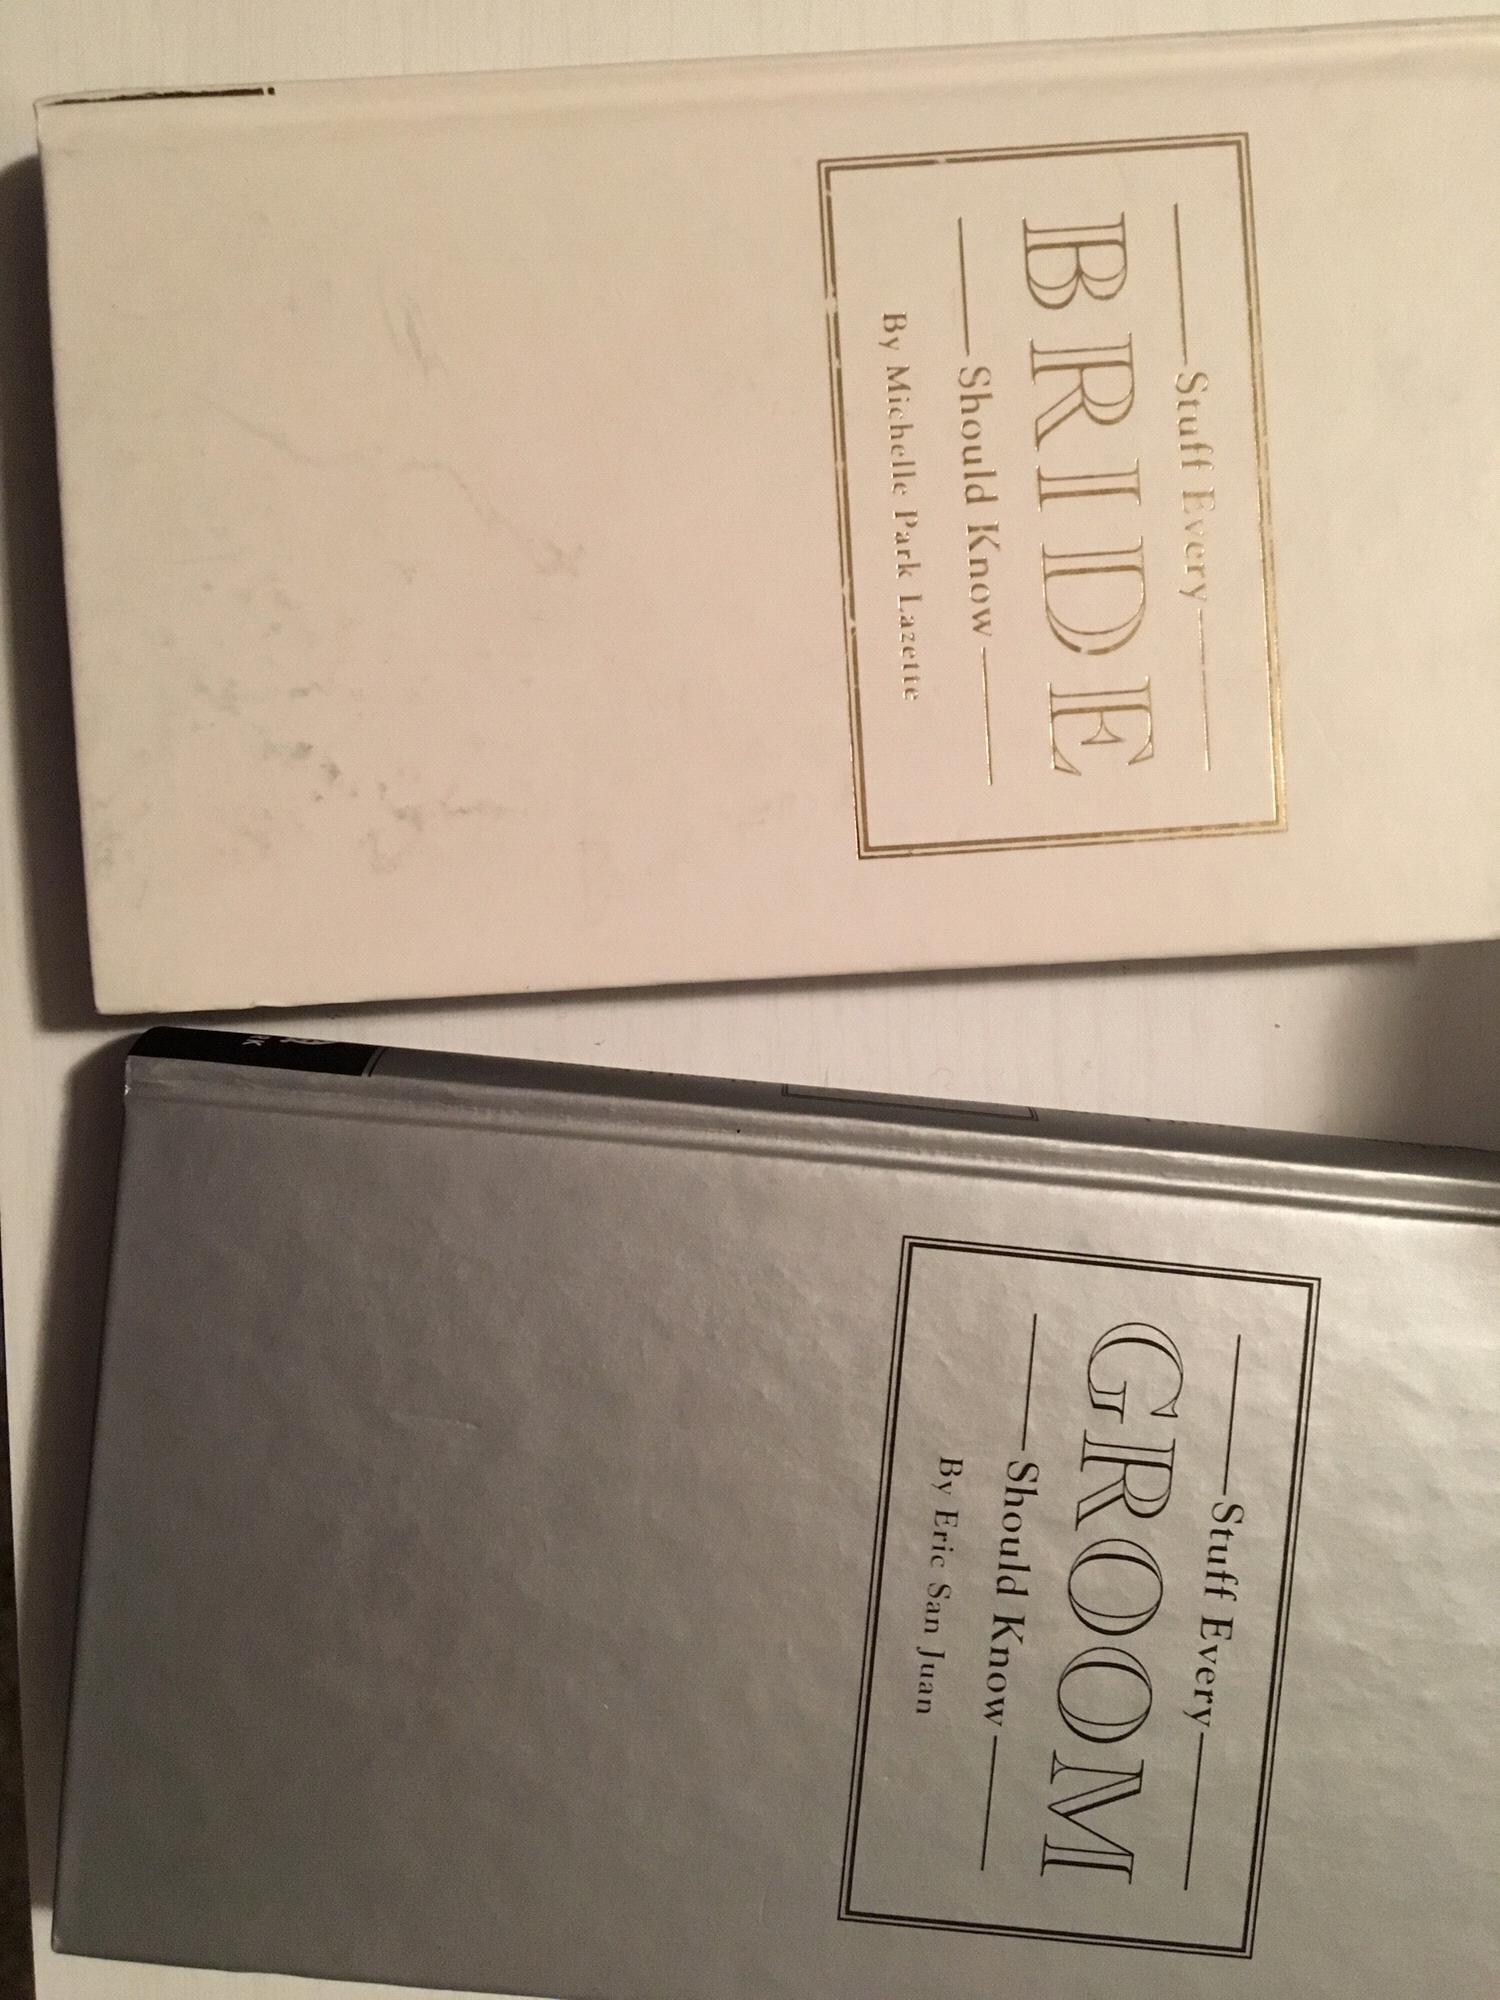 Stuff Every
BRIDE
Should Know
By Michelle Park Lazette
Stuff Every
GROOM
Should Know
By Eric San Juan